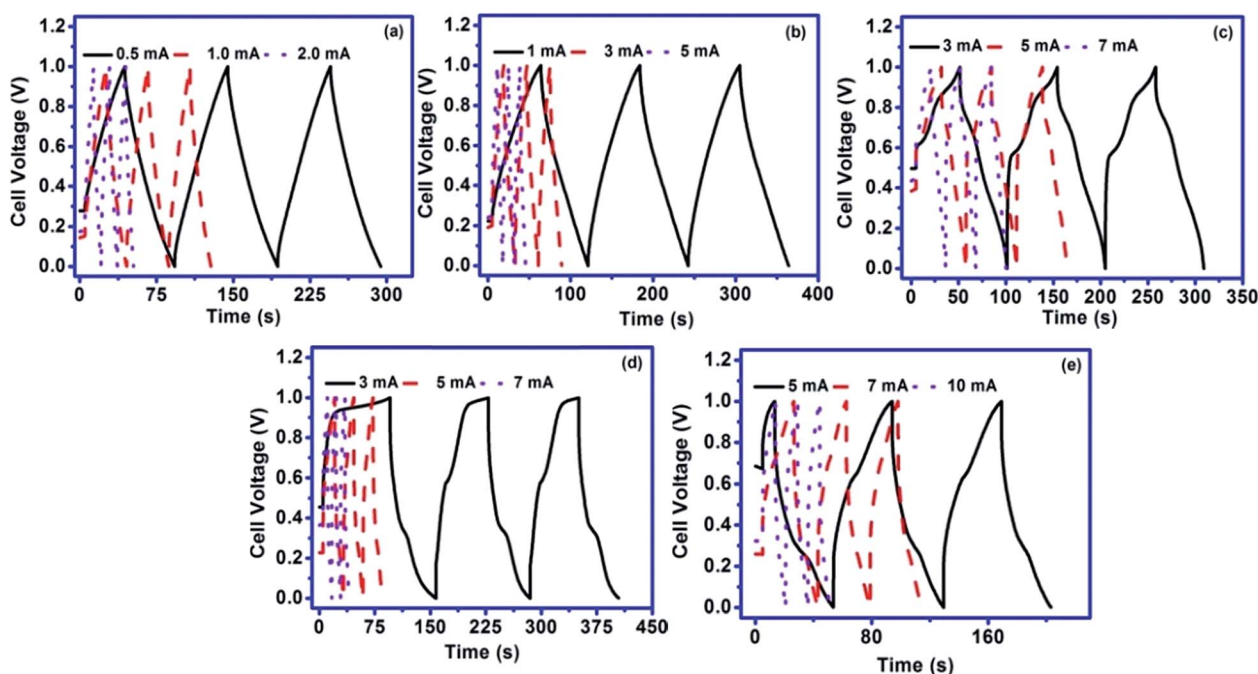 (a)
0.5 mA 1.0 mA 2.0 mA
1.2
1.0
0.8
0.6
0.4
0.2
0.0
Cell Voltage (V)
0 75 150 225 300
Time (s)
(b)
1 mA 3 mA 5 mA
1.2
1.0
0.8
0.6
0.4
0.2
0.0
Cell Voltage (V)
0 100 200 300 400
Time (s)
(c)
3 mA 5 mA 7 mA
1.2
1.0
0.8
0.6
0.4
0.2
0.0
Cell Voltage (V)
0 50 100 150 200 250 300 350
Time (s)
(d)
3 mA 5 mA 7 mA
1.2
1.0
0.8
0.6
0.4
0.2
0.0
Cell Voltage (V)
0 75 150 225 300 375 450
Time (s)
(e)
5 mA 7 mA 10 mA
1.2
1.0
0.8
0.6
0.4
0.2
0.0
Cell Voltage (V)
0 80 160
Time (s)